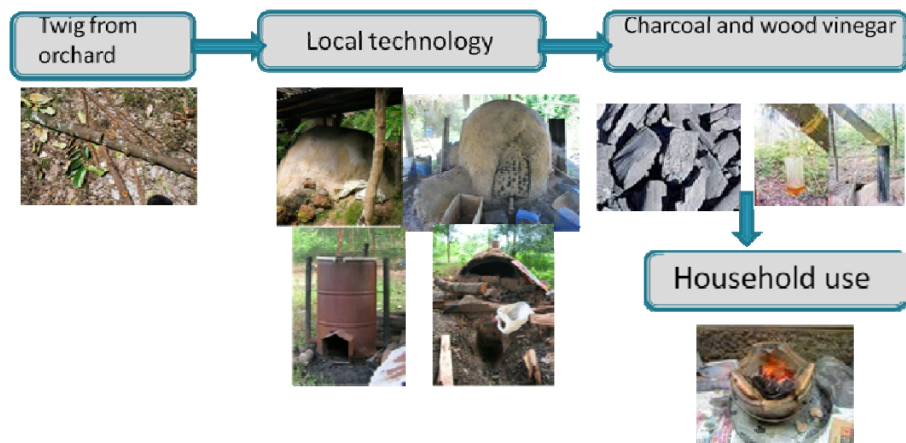 Twig from
orchard
Local technology
Charcoal and wood vinegar
Household use